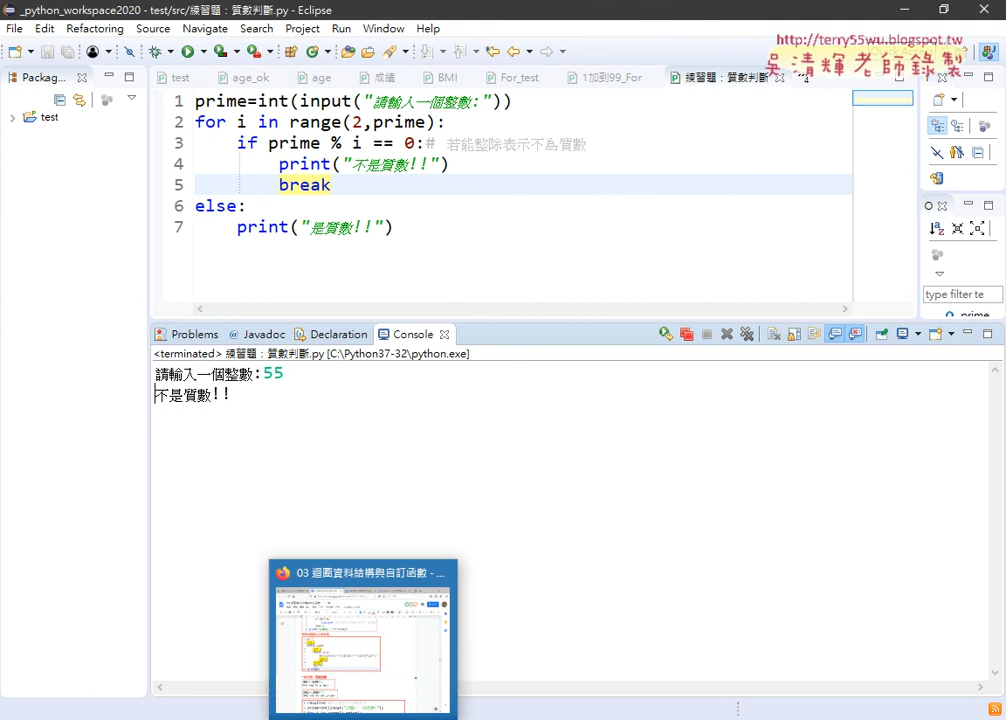 _python_workspace2020 - test/src/練習題：質數判斷.py - Eclipse
File Edit Refactoring Source Navigate Search Project Run Window Help
http://terry55wu.blogspot.tw
吳清輝老師錄製
Packag... test age_ok age 成績 BMI For_test 1加到99_For 練習題：質數判斷
test
1 prime=int(input("請輸入一個整數:"))
2 for i in range(2,prime):
3 if prime % i == 0:# 若能整除表示不為質數
4 print("不是質數!!")
5 break
6 else:
7 print("是質數!!")
O
type filter te
prime
Problems Javadoc Declaration Console
<terminated> 練習題：質數判斷.py [C:\Python37-32\python.exe]
請輸入一個整數:55
不是質數!!
03 迴圈資料結構與自訂函數 - ...